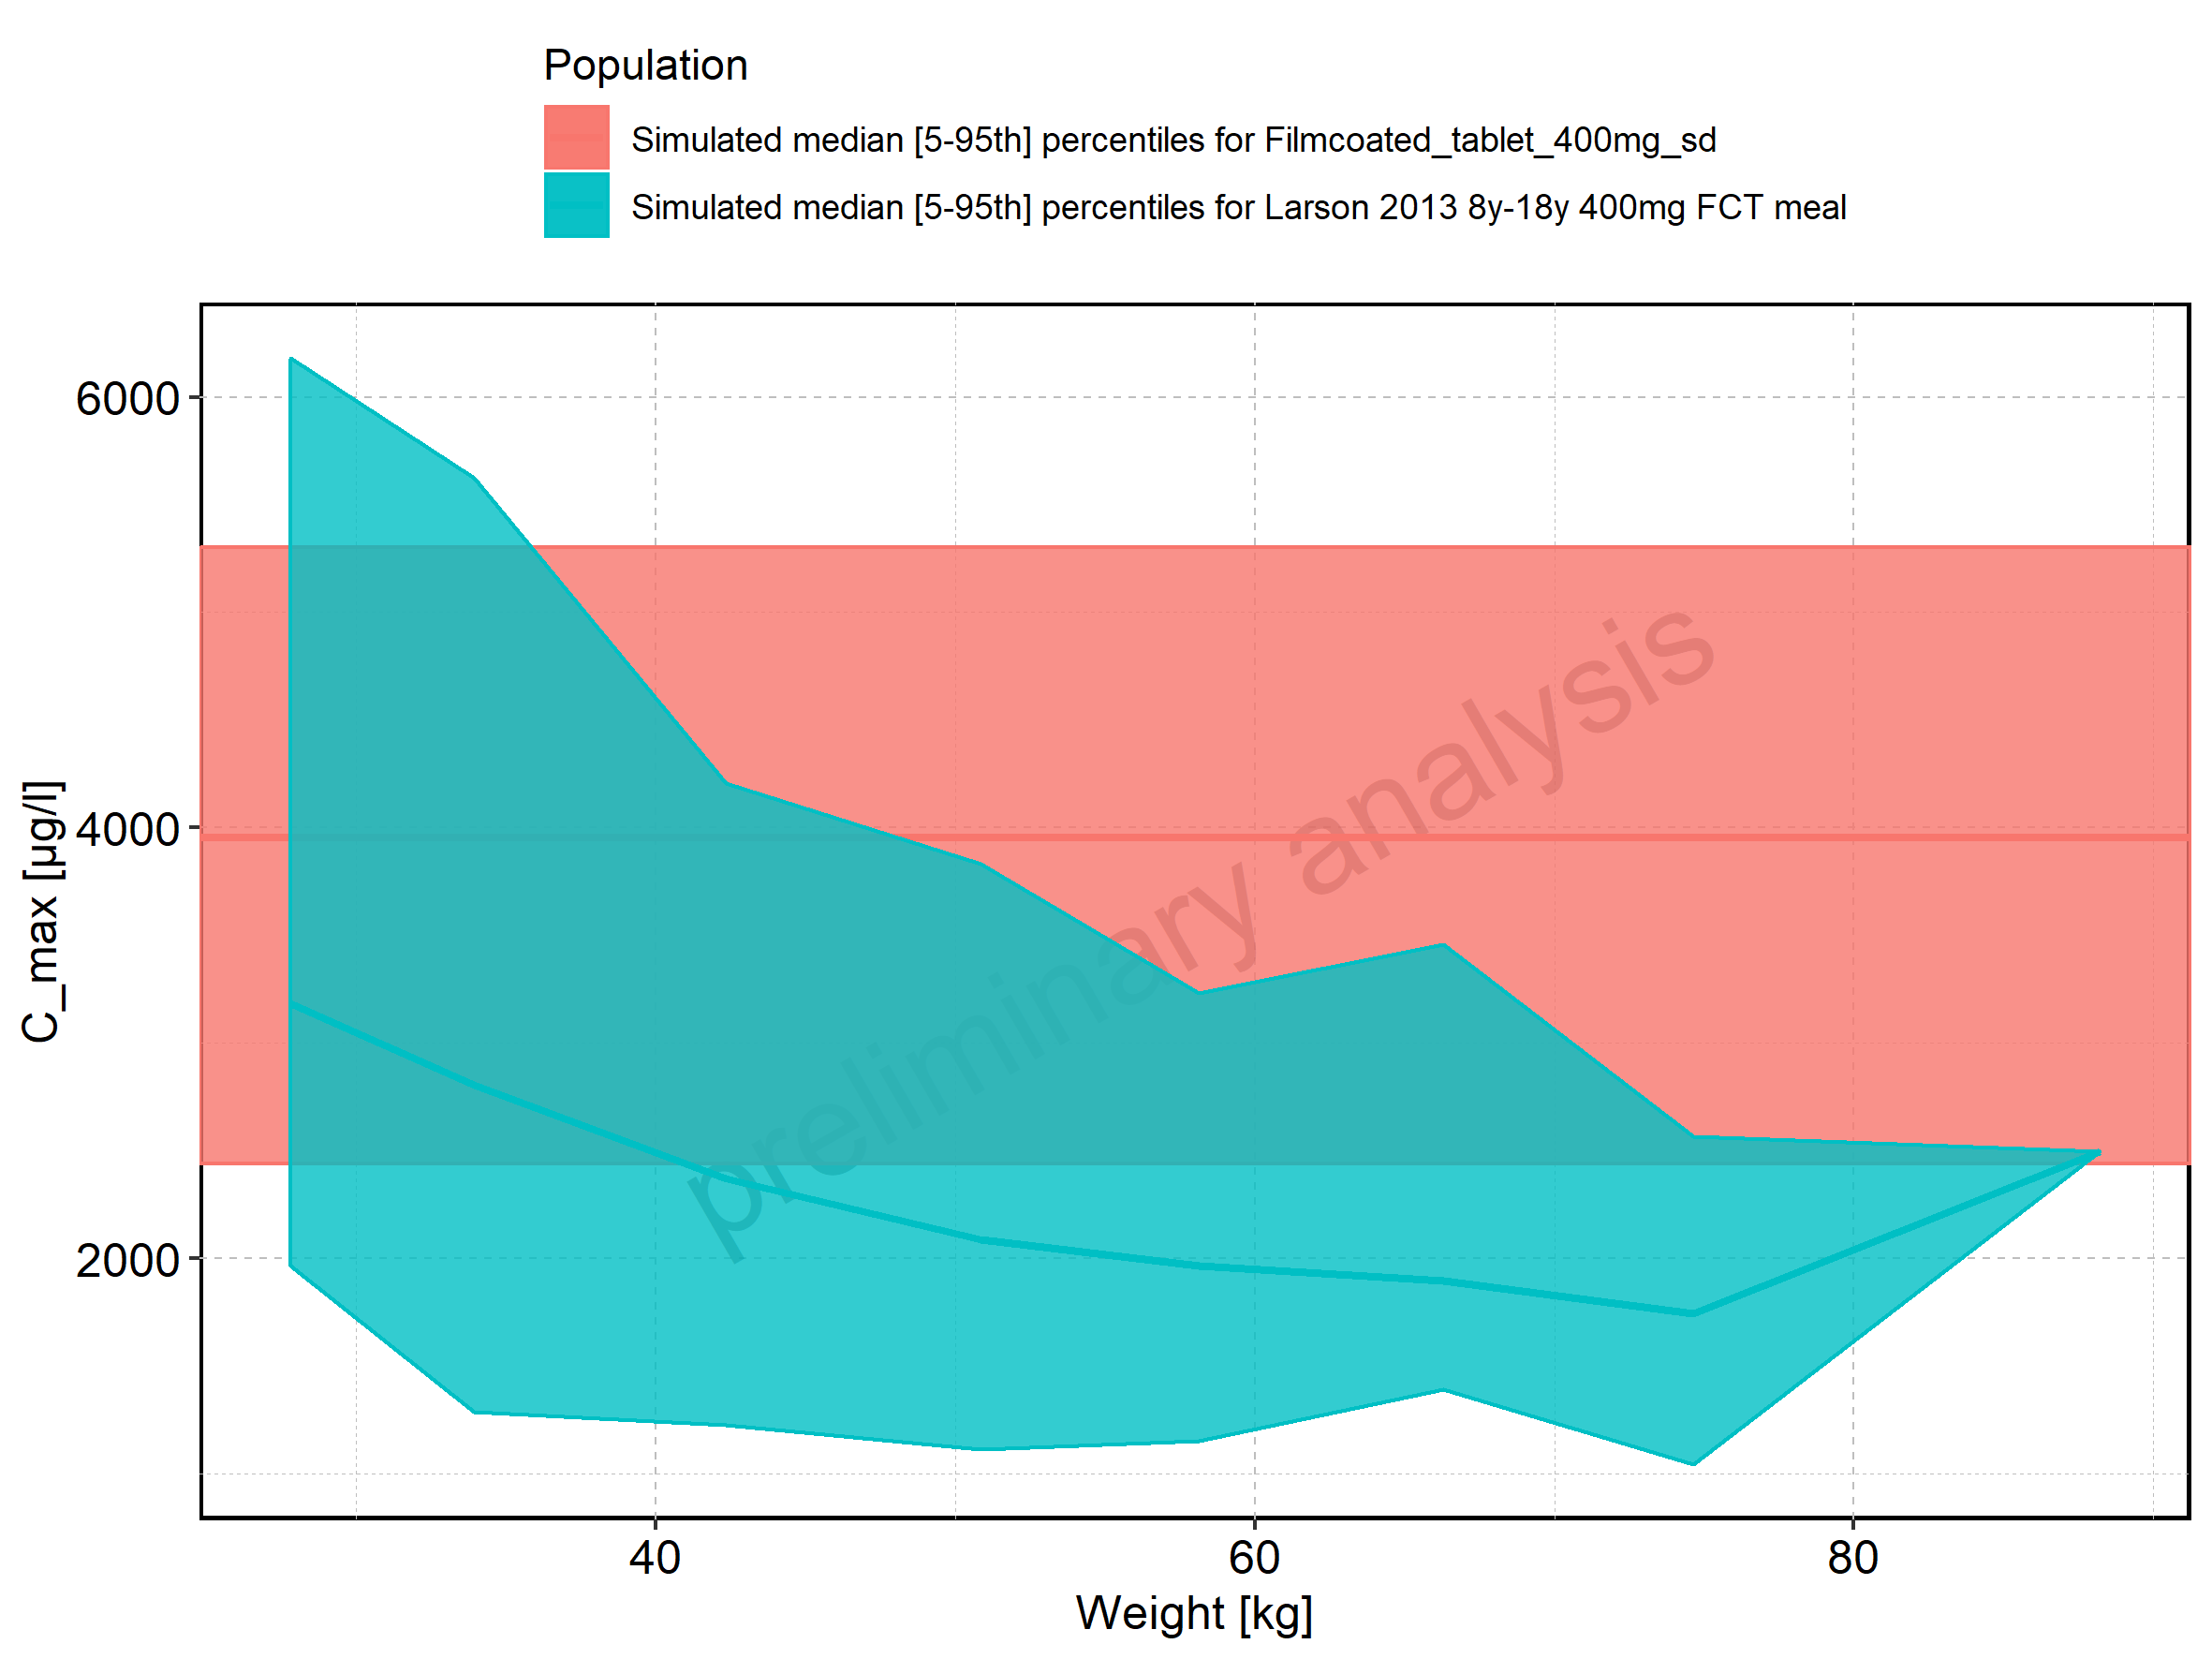 Population
Simulated median [5-95th] percentiles for Filmcoated_tablet_400mg_sd
Simulated median [5-95th] percentiles for Larson 2013 8y-18y 400mg FCT meal
6000
4000
2000
C_max [µg/l]
preliminary analysis
40 60 80
Weight [kg]